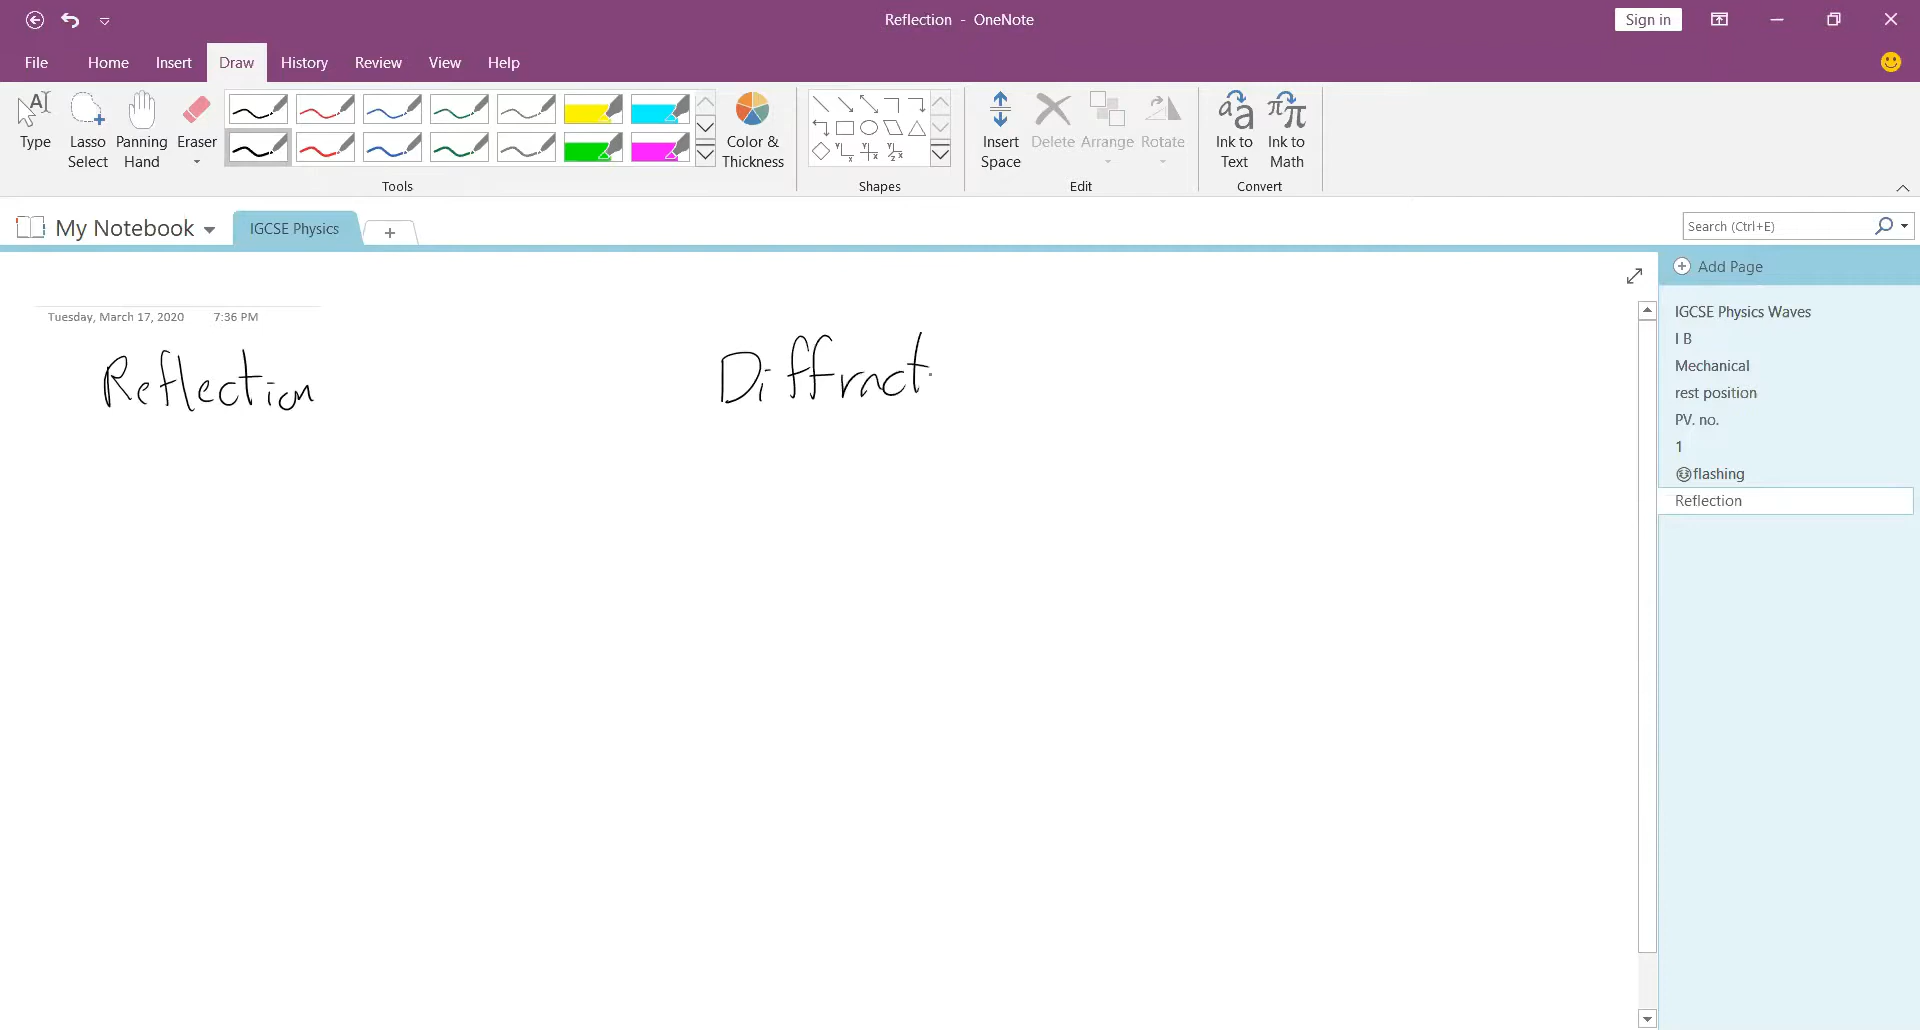 Reflection - OneNote
Sign in
File Home Insert Draw History Review View Help
Type
Lasso Select
Panning Hand
Eraser
Color & Thickness
Insert Space
Delete
Arrange
Rotate
Ink to Text
Ink to Math
Tools
Shapes
Edit
Convert
My Notebook
IGCSE Physics
Search (Ctrl+E)
Add Page
Tuesday, March 17, 2020 7:36 PM
Reflection
Diffract
IGCSE Physics Waves
I B
Mechanical
rest position
PV. no.
1
flashing
Reflection